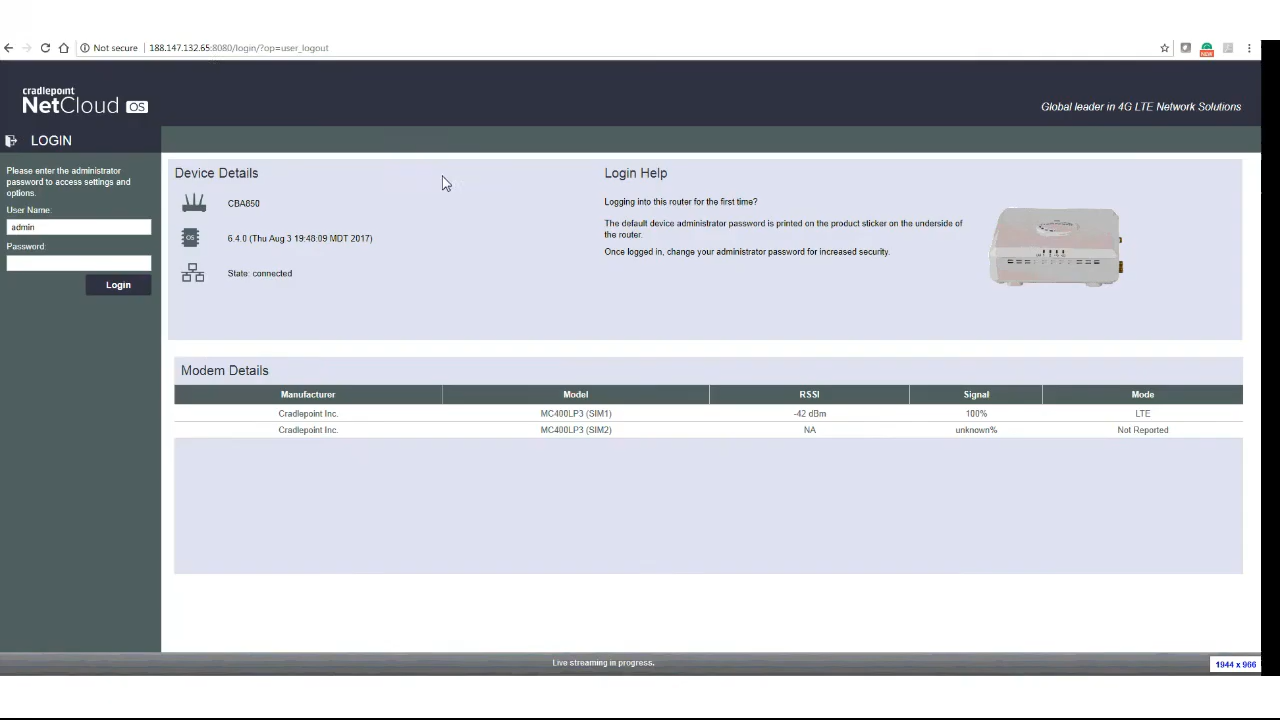 Not secure 188.147.132.65:8080/login/?op=user_logout
NEW
cradlepoint
NetCloud OS
Global leader in 4G LTE Network Solutions
LOGIN
Please enter the administrator
password to access settings and
options.
User Name:
admin
Password:
Login
Device Details
CBA850
OS
6.4.0 (Thu Aug 3 19:48:09 MDT 2017)
State: connected
Login Help
Logging into this router for the first time?
The default device administrator password is printed on the product sticker on the underside of
the router.
Once logged in, change your administrator password for increased security.
Modem Details
Manufacturer Model RSSI Signal Mode
Cradlepoint Inc. MC400LP3 (SIM1) -42 dBm 100% LTE
Cradlepoint Inc. MC400LP3 (SIM2) NA unknown% Not Reported
Live streaming in progress.
1944 x 966